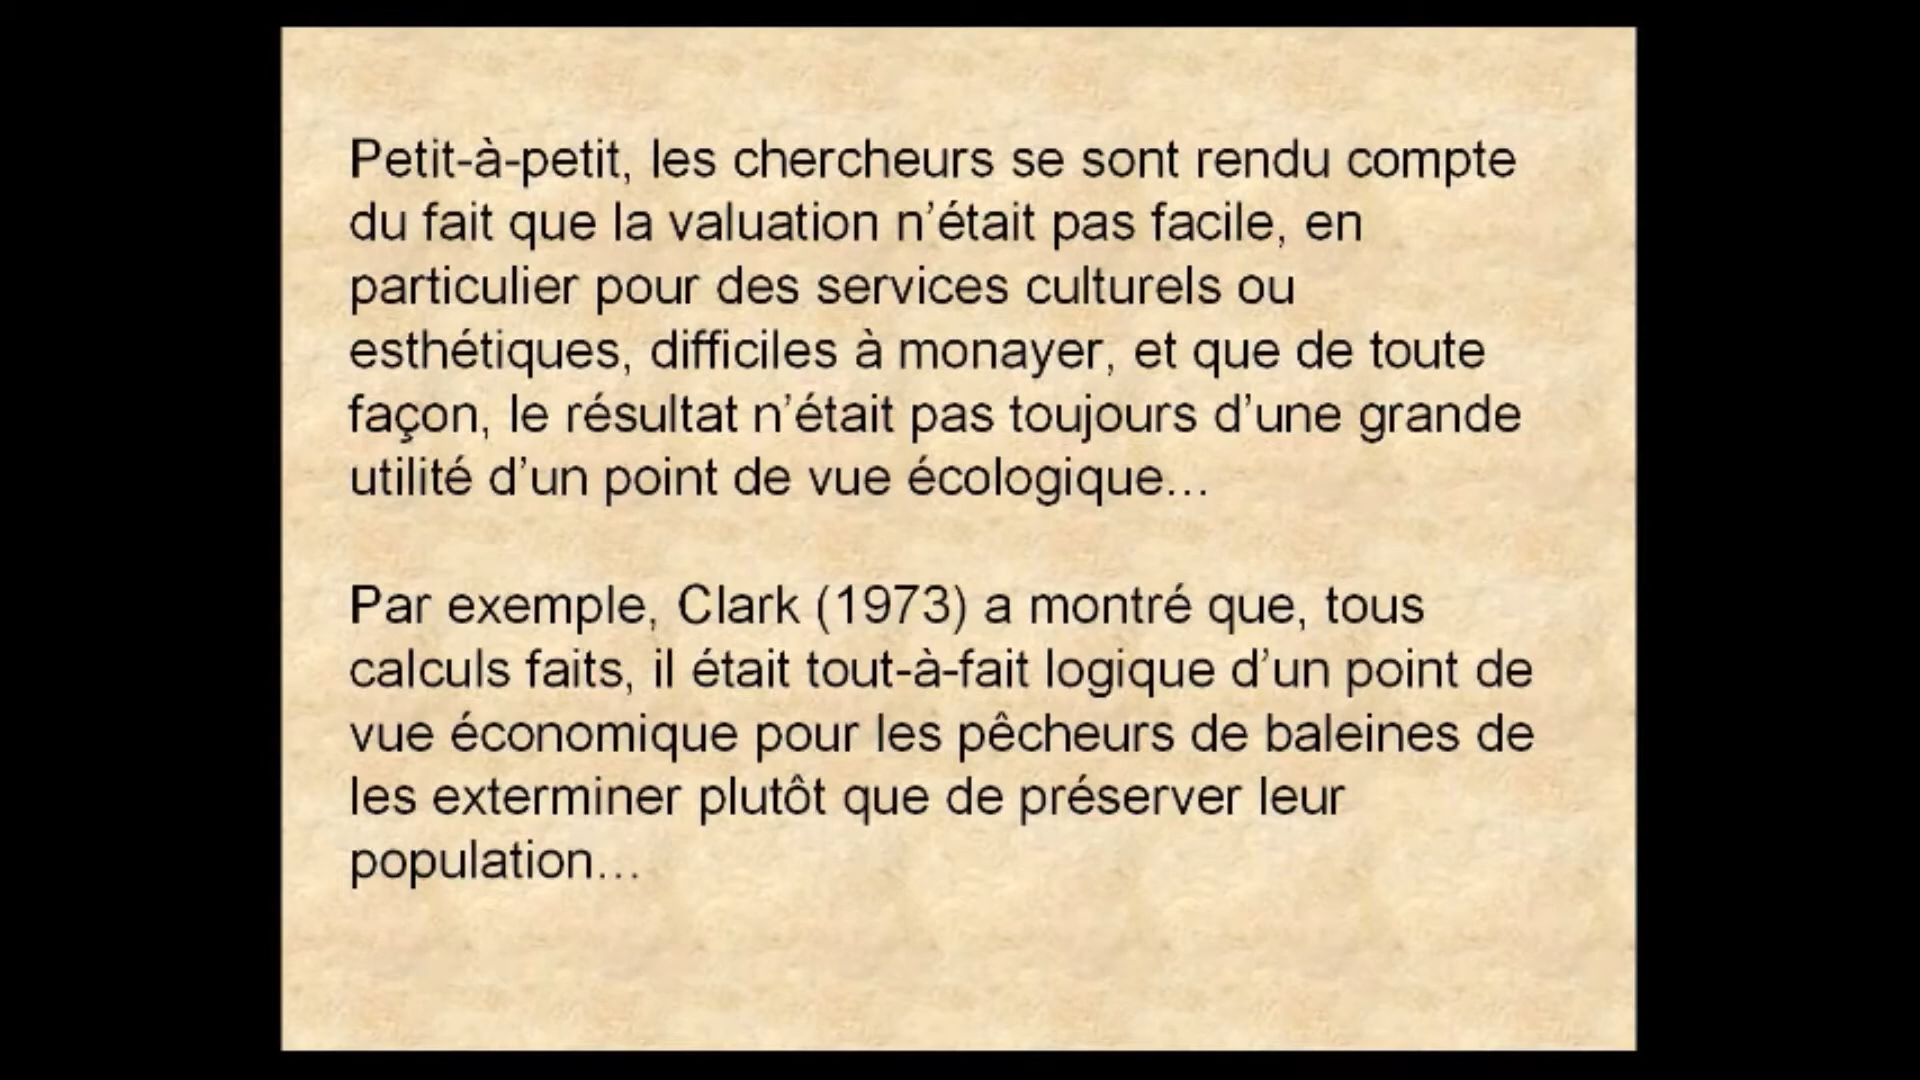 Petit-à-petit, les chercheurs se sont rendu compte
du fait que la valuation n’était pas facile, en
particulier pour des services culturels ou
esthétiques, difficiles à monayer, et que de toute
façon, le résultat n’était pas toujours d’une grande
utilité d’un point de vue écologique…
Par exemple, Clark (1973) a montré que, tous
calculs faits, il était tout-à-fait logique d’un point de
vue économique pour les pêcheurs de baleines de
les exterminer plutôt que de préserver leur
population…